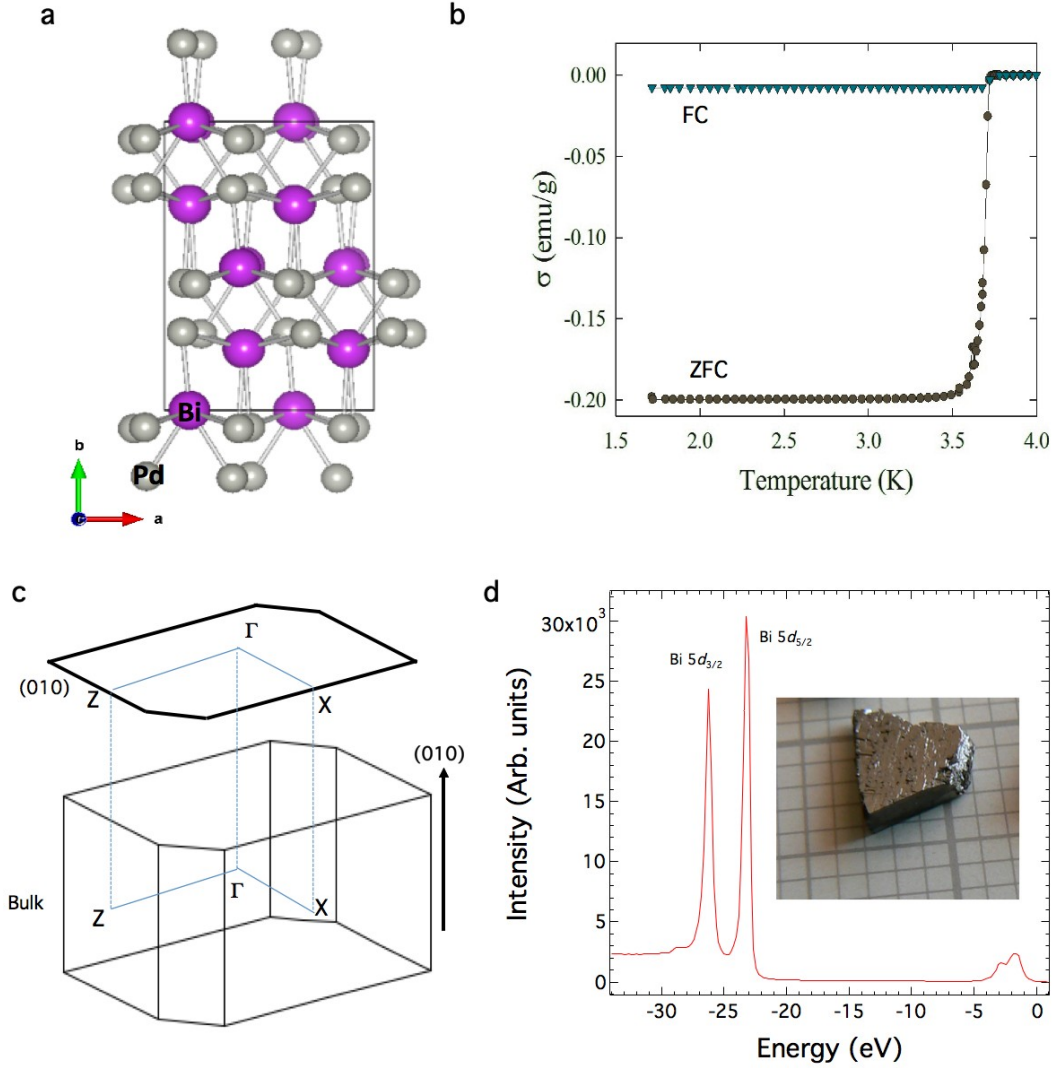 a
Bi
Pd
b
a
c
b
0.00
-0.05
-0.10
-0.15
-0.20
σ (emu/g)
FC
ZFC
1.5
2.0
2.5
3.0
3.5
4.0
Temperature (K)
c
Γ
(010)
Z
X
(010)
Bulk
Γ
Z
X
d
30x10³
25
20
15
10
5
0
Intensity (Arb. units)
Bi 5d3/2
Bi 5d5/2
-30
-25
-20
-15
-10
-5
0
Energy (eV)